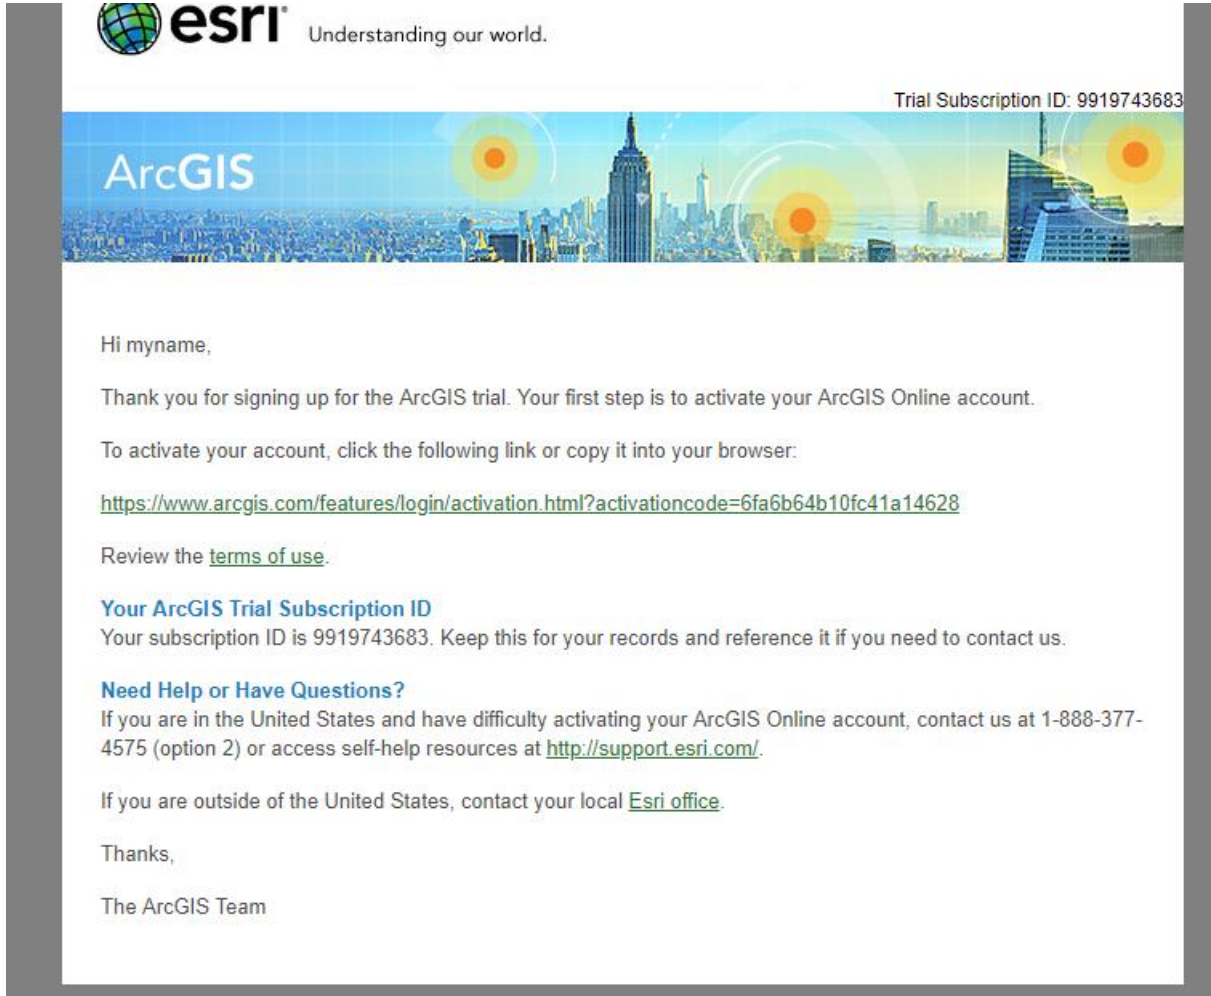 esri Understanding our world.
Trial Subscription ID: 9919743683
ArcGIS
Hi myname,
Thank you for signing up for the ArcGIS trial. Your first step is to activate your ArcGIS Online account.
To activate your account, click the following link or copy it into your browser:
https://www.arcgis.com/features/login/activation.html?activationcode=6fa6b64b10fc41a14628
Review the terms of use.
Your ArcGIS Trial Subscription ID
Your subscription ID is 9919743683. Keep this for your records and reference it if you need to contact us.
Need Help or Have Questions?
If you are in the United States and have difficulty activating your ArcGIS Online account, contact us at 1-888-377-
4575 (option 2) or access self-help resources at http://support.esri.com/.
If you are outside of the United States, contact your local Esri office.
Thanks,
The ArcGIS Team